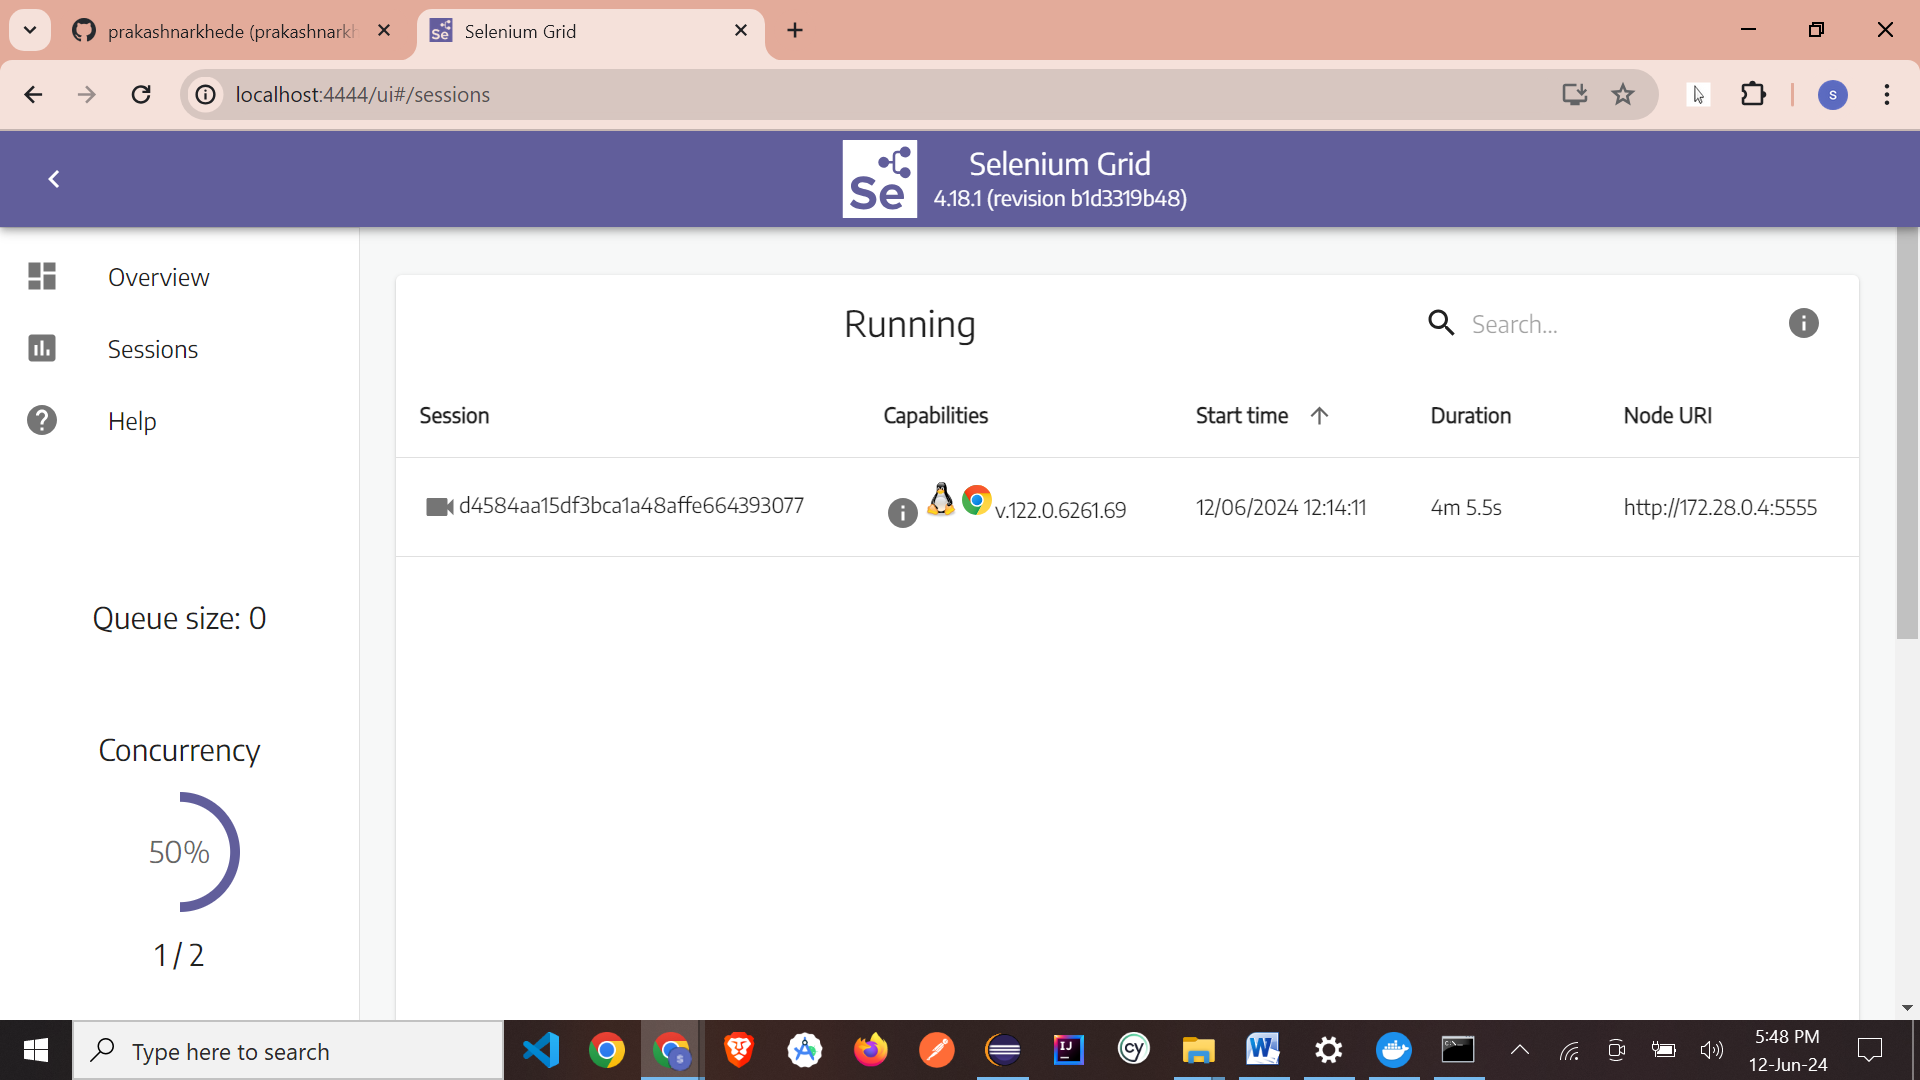 prakashnarkhede (prakashnarkh
Selenium Grid
localhost:4444/ui#/sessions
s
Se
Selenium Grid
4.18.1 (revision b1d3319b48)
Overview
Sessions
Help
Running
Search...
Session Capabilities Start time Duration Node URI
d4584aa15df3bca1a48affe664393077 v.122.0.6261.69 12/06/2024 12:14:11 4m 5.5s http://172.28.0.4:5555
Queue size: 0
Concurrency
50%
1 / 2
Type here to search
5:48 PM
12-Jun-24